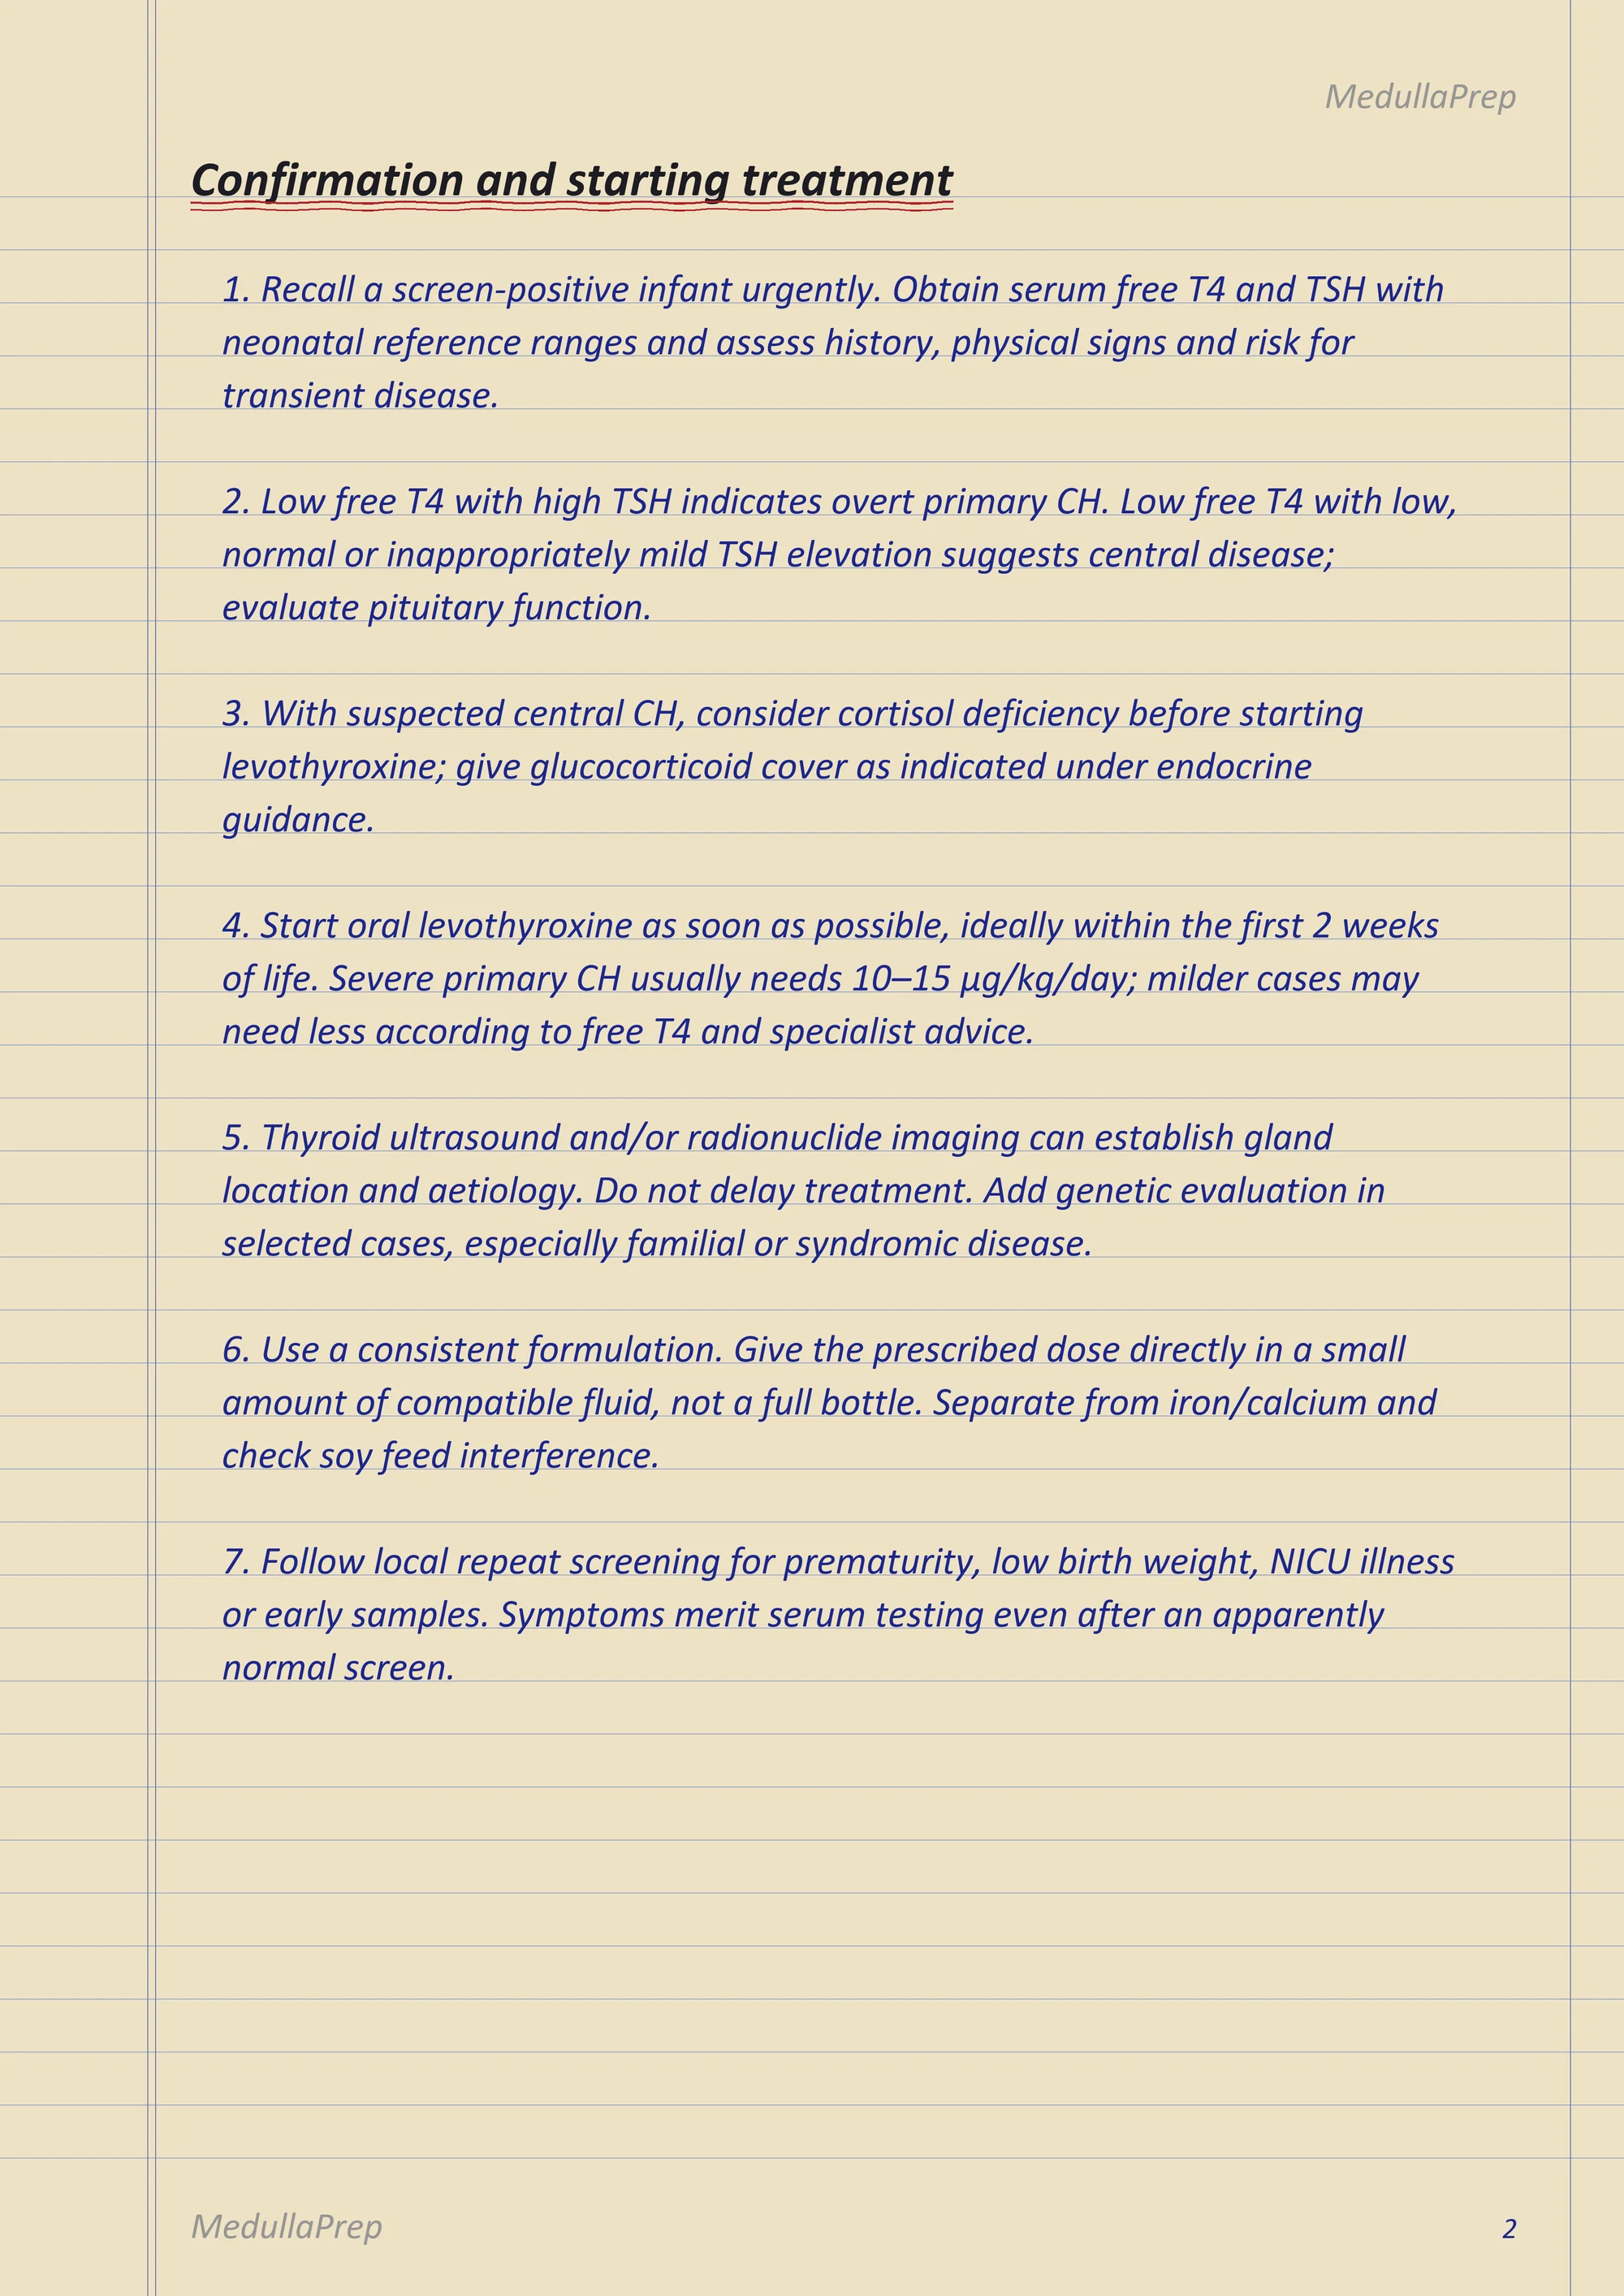 MedullaPrep
Confirmation and starting treatment
1. Recall a screen-positive infant urgently. Obtain serum free T4 and TSH with
neonatal reference ranges and assess history, physical signs and risk for
transient disease.
2. Low free T4 with high TSH indicates overt primary CH. Low free T4 with low,
normal or inappropriately mild TSH elevation suggests central disease;
evaluate pituitary function.
3. With suspected central CH, consider cortisol deficiency before starting
levothyroxine; give glucocorticoid cover as indicated under endocrine
guidance.
4. Start oral levothyroxine as soon as possible, ideally within the first 2 weeks
of life. Severe primary CH usually needs 10–15 µg/kg/day; milder cases may
need less according to free T4 and specialist advice.
5. Thyroid ultrasound and/or radionuclide imaging can establish gland
location and aetiology. Do not delay treatment. Add genetic evaluation in
selected cases, especially familial or syndromic disease.
6. Use a consistent formulation. Give the prescribed dose directly in a small
amount of compatible fluid, not a full bottle. Separate from iron/calcium and
check soy feed interference.
7. Follow local repeat screening for prematurity, low birth weight, NICU illness
or early samples. Symptoms merit serum testing even after an apparently
normal screen.
MedullaPrep
2